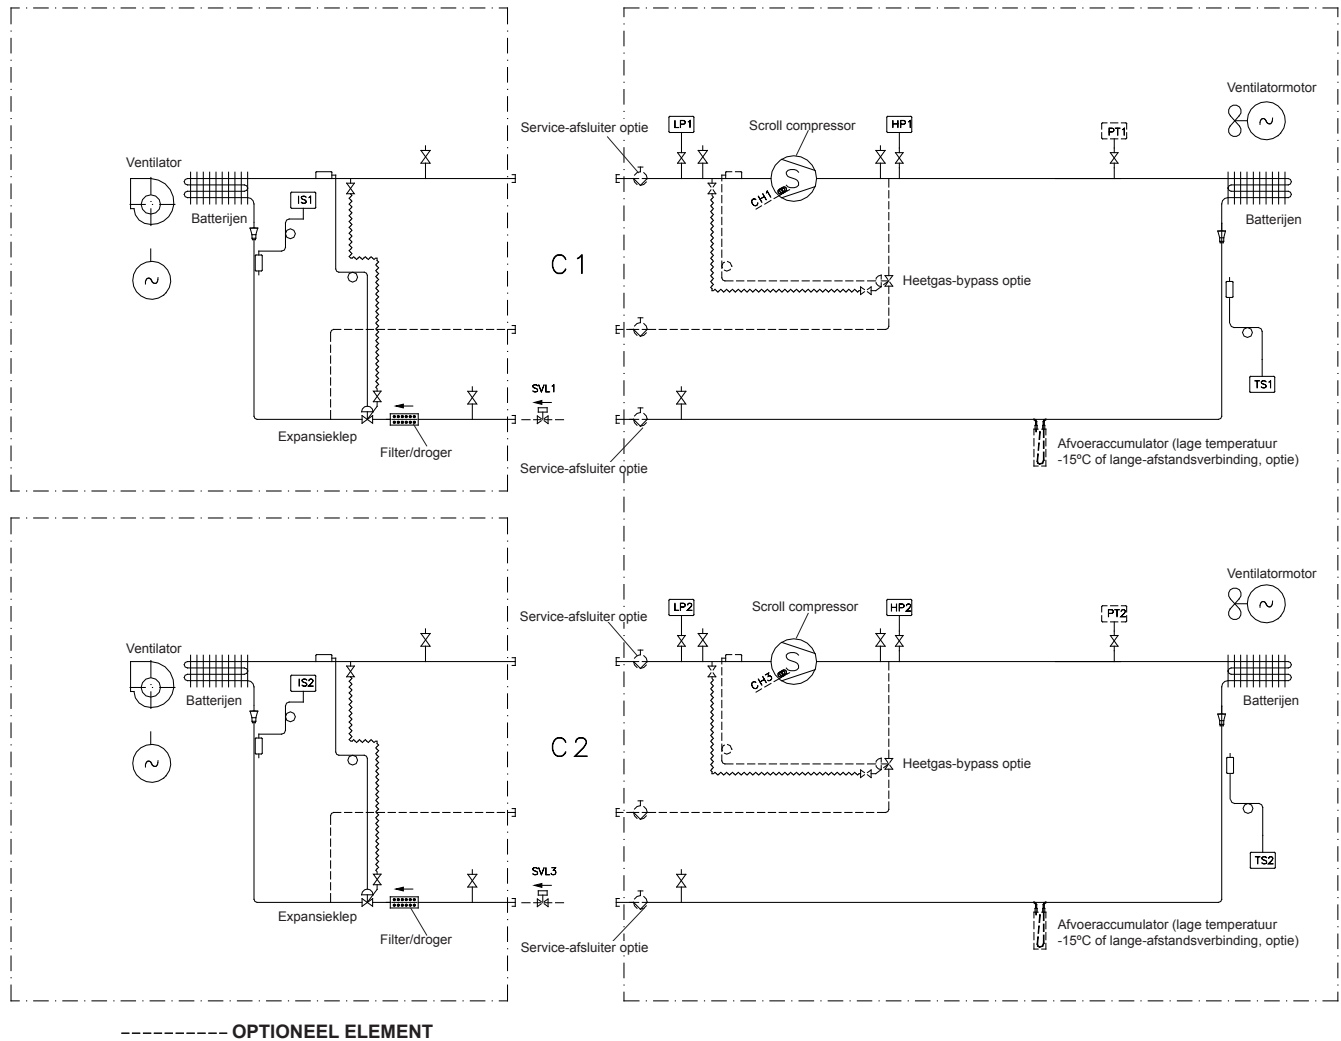 Ventilatormotor
Service-afsluiter optie
LP1
Scroll compressor
HP1
PT1
Ventilator
S
CH1
IS1
Batterijen
Batterijen
C 1
Heetgas-bypass optie
SVL1
TS1
Expansieklep
Filter/droger
Service-afsluiter optie
Afvoeraccumulator (lage temperatuur
-15ºC of lange-afstandsverbinding, optie)
Ventilatormotor
Service-afsluiter optie
LP2
Scroll compressor
HP2
PT2
Ventilator
S
CH3
IS2
Batterijen
Batterijen
C 2
Heetgas-bypass optie
SVL3
TS2
Expansieklep
Filter/droger
Service-afsluiter optie
Afvoeraccumulator (lage temperatuur
-15ºC of lange-afstandsverbinding, optie)
OPTIONEEL ELEMENT